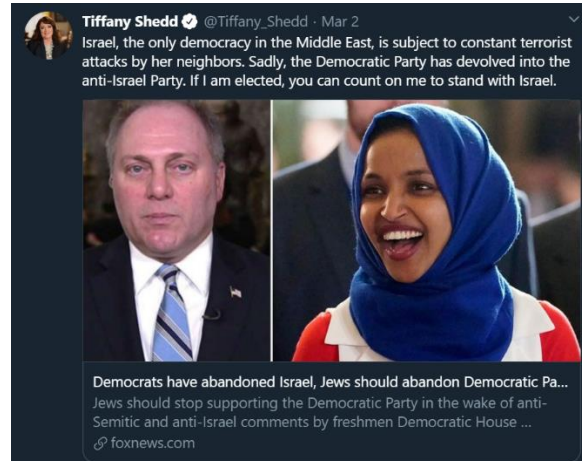 Tiffany Shedd @Tiffany_Shedd · Mar 2
Israel, the only democracy in the Middle East, is subject to constant terrorist
attacks by her neighbors. Sadly, the Democratic Party has devolved into the
anti-Israel Party. If I am elected, you can count on me to stand with Israel.
Democrats have abandoned Israel, Jews should abandon Democratic Pa...
Jews should stop supporting the Democratic Party in the wake of anti-
Semitic and anti-Israel comments by freshmen Democratic House ...
foxnews.com